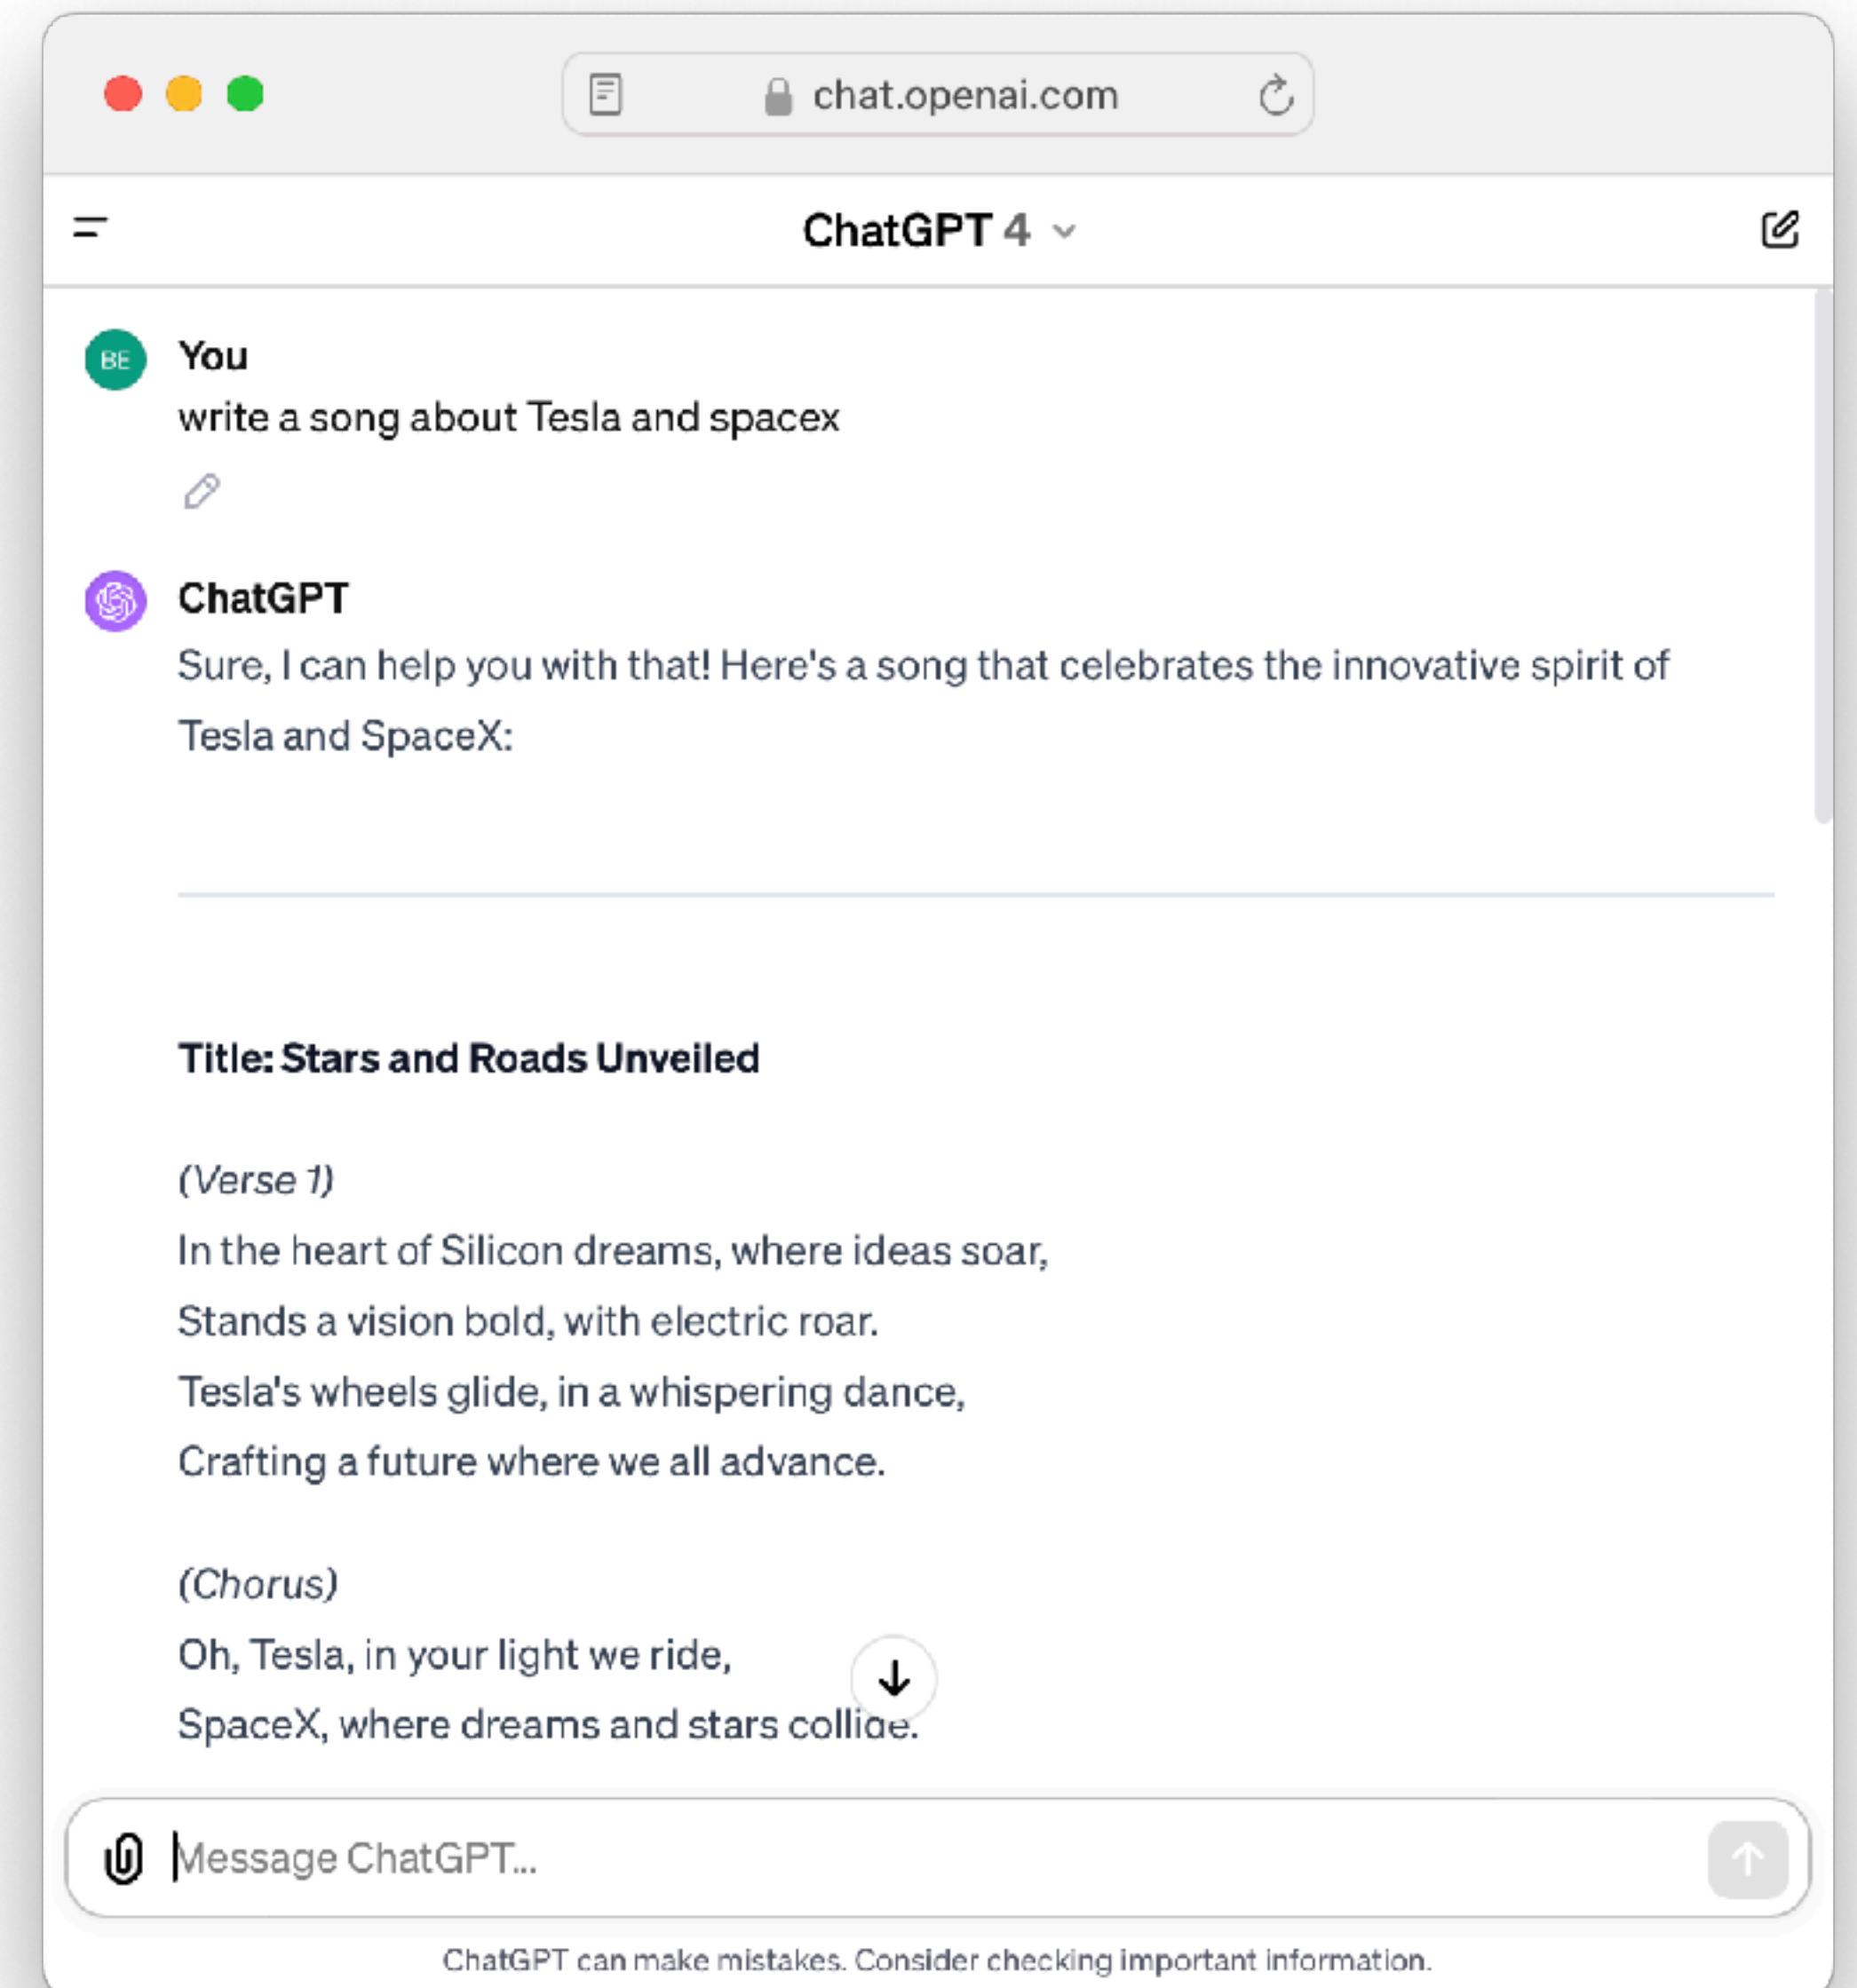 chat.openai.com
ChatGPT 4
BE
You
write a song about Tesla and spacex
ChatGPT
Sure, I can help you with that! Here's a song that celebrates the innovative spirit of
Tesla and SpaceX:
Title: Stars and Roads Unveiled
(Verse 1)
In the heart of Silicon dreams, where ideas soar,
Stands a vision bold, with electric roar.
Tesla's wheels glide, in a whispering dance,
Crafting a future where we all advance.
(Chorus)
Oh, Tesla, in your light we ride,
SpaceX, where dreams and stars collide.
Message ChatGPT...
ChatGPT can make mistakes. Consider checking important information.